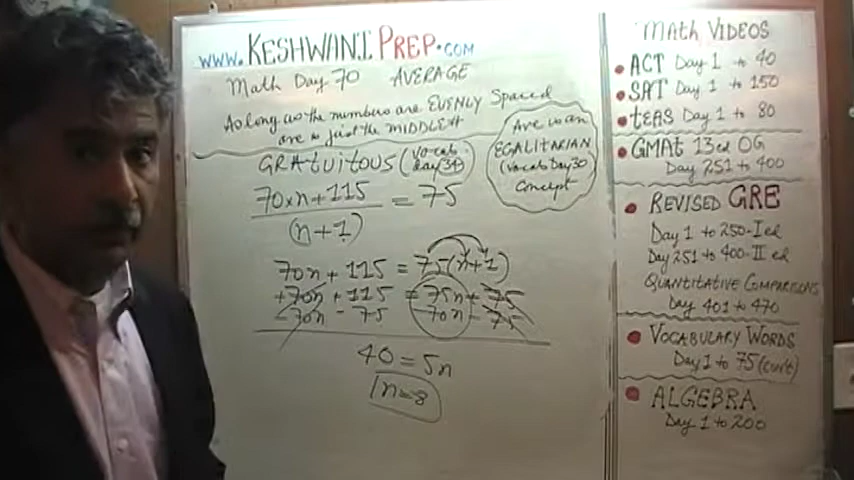 www.KESHWANIPREP.com
Math Day 70 AVERAGE
As long as the numbers are EVENLY Spaced
ave is just the MIDDLE#
Ave is an
EGALITARIAN
(Vocab Day 30
Concept
GRATUITOUS (vocab
day 34)
70xn+115 = 75
(n+1)
70n+115 = 75(n+1)
+70n+115 = 75n+75
-70n-75 -70n-75
40=5n
n=8
Math VIDEOS
ACT Day 1 to 40
SAT Day 1 to 150
tEAS Day 1 to 80
GMAt 13ed OG
Day 251 to 400
REVISED GRE
Day 1 to 250-I ed
Day 251 to 400-II ed
QUANtitAtiVE COMPARISONS
Day 401 to 470
VOCABULARY WORDS
Day 1 to 75 (cur't)
ALGEBRA
Day 1 to 200